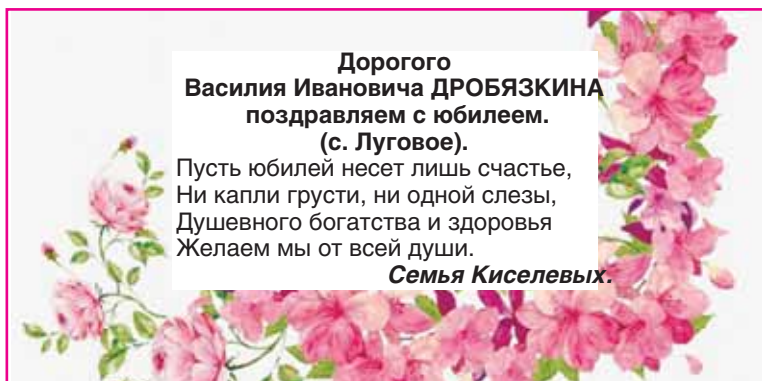 Дорогого
Василия Ивановича ДРОБЯЗКИНА
поздравляем с юбилеем.
(с. Луговое).
Пусть юбилей несет лишь счастье,
Ни капли грусти, ни одной слезы,
Душевного богатства и здоровья
Желаем мы от всей души.
Семья Киселевых.